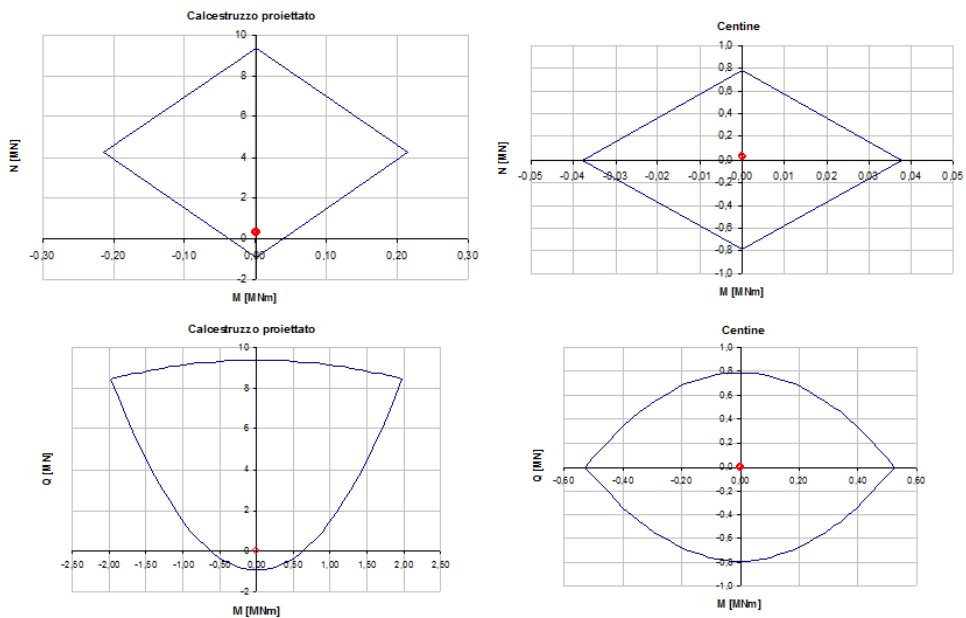 Calcestruzzo proiettato
N [MN]
10
8
6
4
2
0
-2
-0,30 -0,20 -0,10 0,00 0,10 0,20 0,30
M [MNm]
Centine
N [MN]
1,0
0,8
0,6
0,4
0,2
0,0
-0,2
-0,4
-0,6
-0,8
-1,0
-0,05 -0,04 -0,03 -0,02 -0,01 0,00 0,01 0,02 0,03 0,04 0,05
M [MNm]
Calcestruzzo proiettato
Q [MN]
10
8
6
4
2
0
-2
-2,50 -2,00 -1,50 -1,00 -0,50 0,00 0,50 1,00 1,50 2,00 2,50
M [MNm]
Centine
Q [MN]
1,0
0,8
0,6
0,4
0,2
0,0
-0,2
-0,4
-0,6
-0,8
-1,0
-0,60 -0,40 -0,20 0,00 0,20 0,40 0,60
M [MNm]